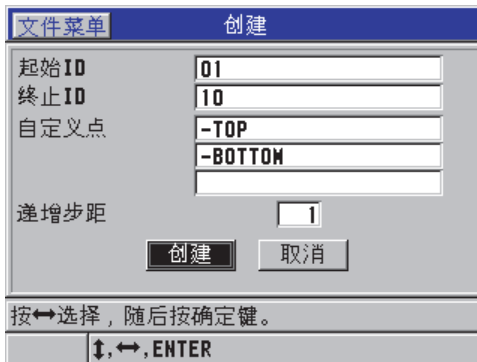 文件菜单 创建
起始ID 01
终止ID 10
自定义点 -TOP
-BOTTOM
递增步距 1
创建 取消
按↔选择，随后按确定键。
↕,↔,ENTER